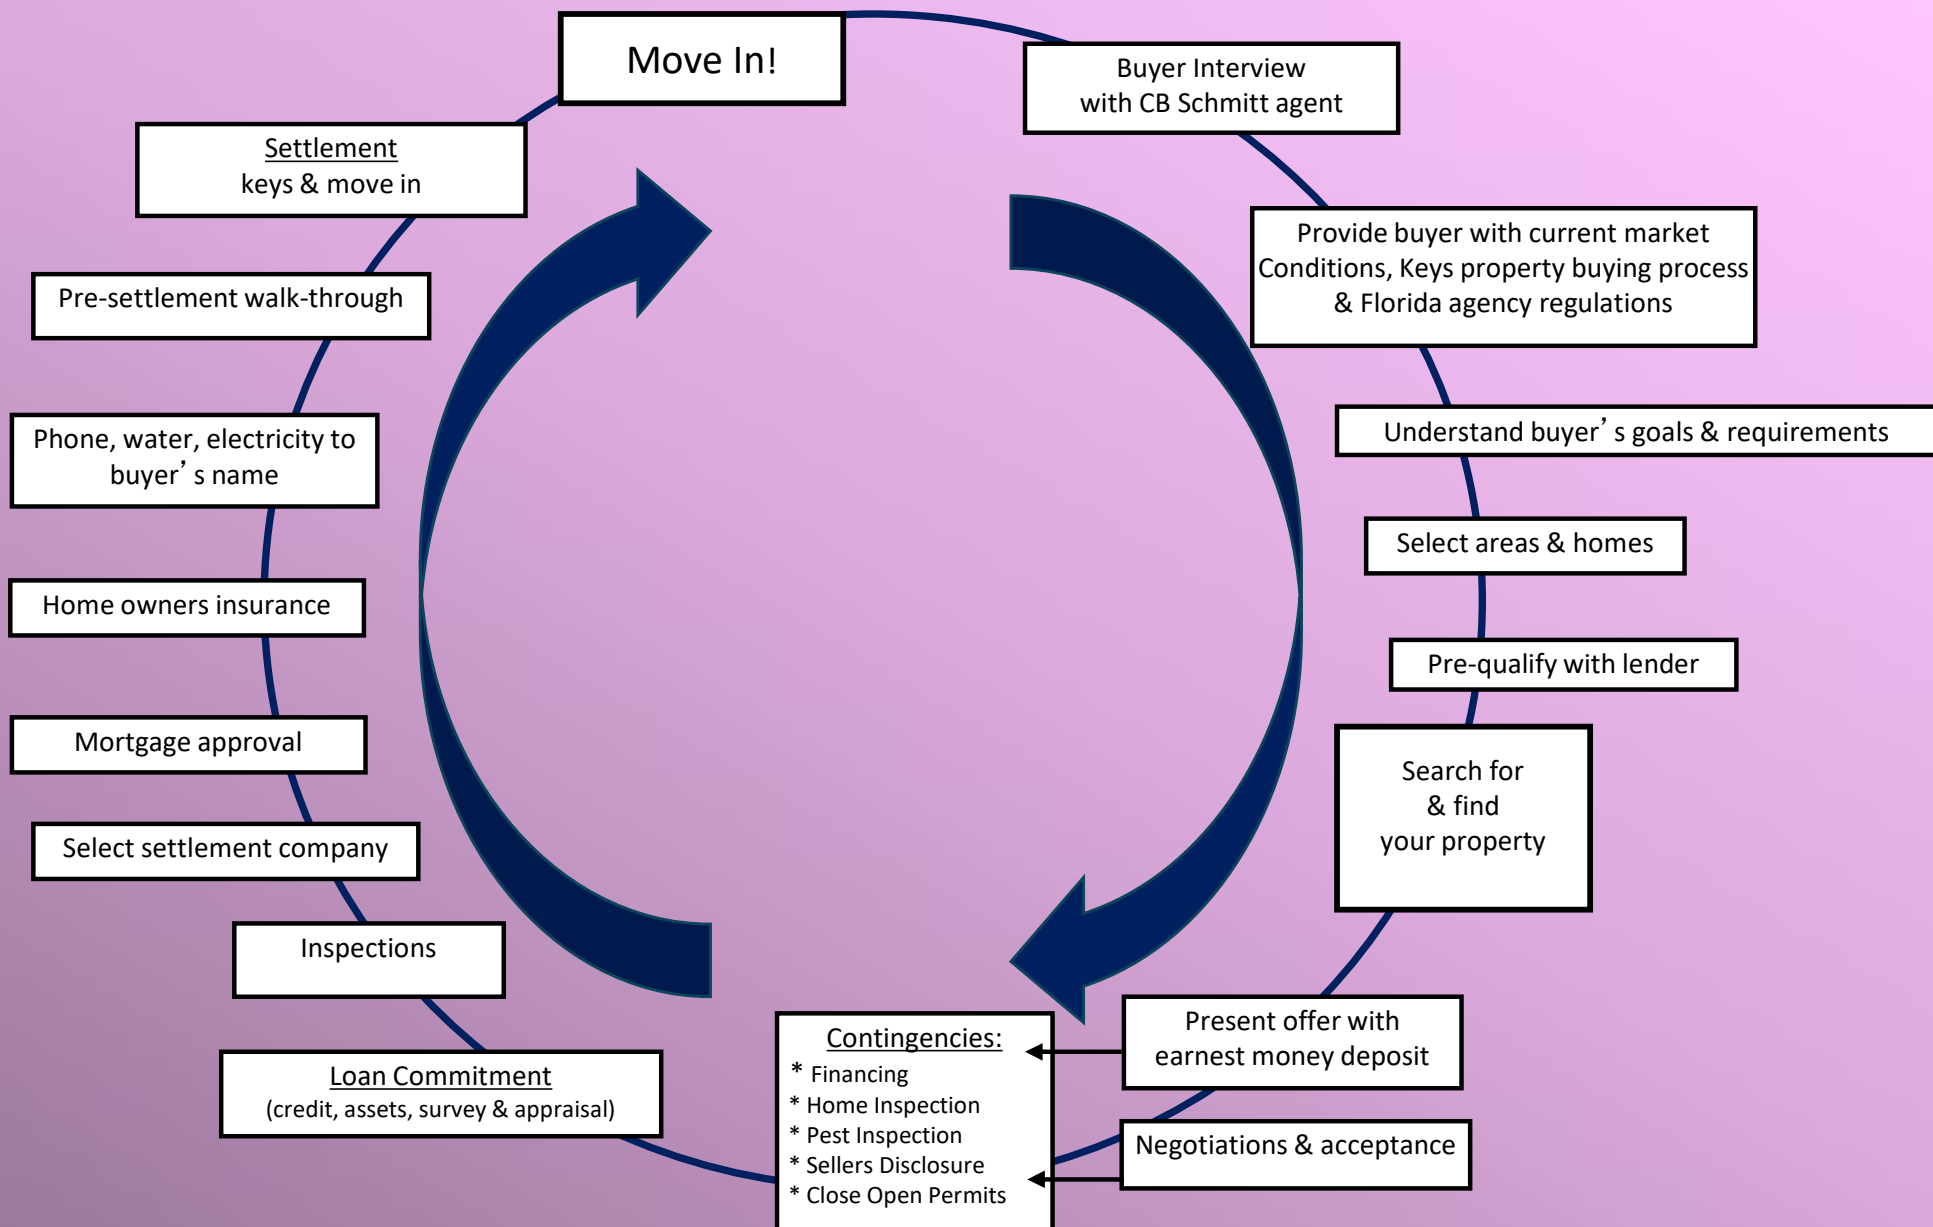 Move In!
Buyer Interview
with CB Schmitt agent
Provide buyer with current market
Conditions, Keys property buying process
& Florida agency regulations
Understand buyer’s goals & requirements
Select areas & homes
Pre-qualify with lender
Search for
& find
your property
Present offer with
earnest money deposit
Negotiations & acceptance
Contingencies:
* Financing
* Home Inspection
* Pest Inspection
* Sellers Disclosure
* Close Open Permits
Loan Commitment
(credit, assets, survey & appraisal)
Inspections
Select settlement company
Mortgage approval
Home owners insurance
Phone, water, electricity to
buyer’s name
Pre-settlement walk-through
Settlement
keys & move in